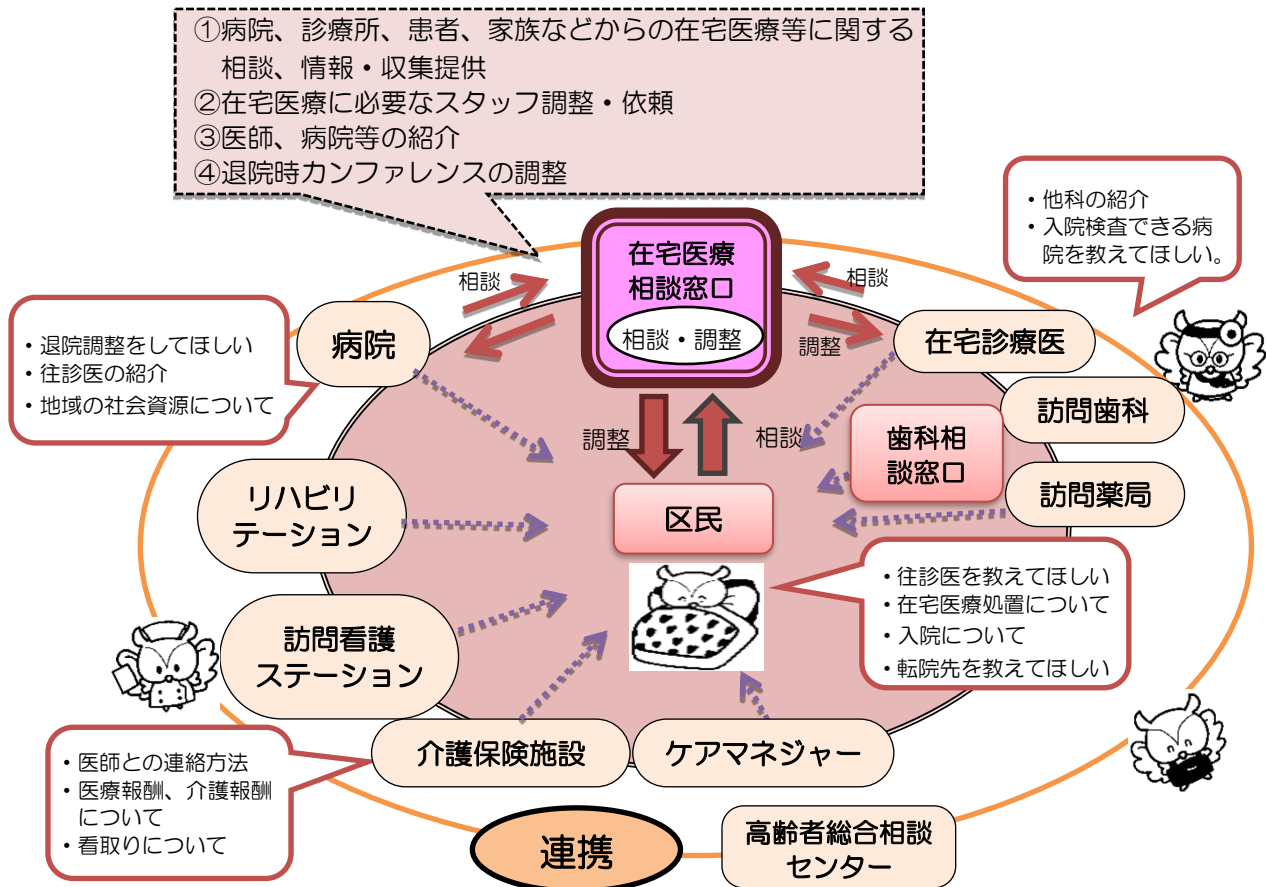 ①病院、診療所、患者、家族などからの在宅医療等に関する
相談、情報・収集提供
②在宅医療に必要なスタッフ調整・依頼
③医師、病院等の紹介
④退院時カンファレンスの調整
・他科の紹介
・入院検査できる病
院を教えてほしい。
在宅医療
相談窓口
相談・調整
相談
相談
調整
病院
・退院調整をしてほしい
・往診医の紹介
・地域の社会資源について
在宅診療医
訪問歯科
歯科相
談窓口
訪問薬局
調整
相談
区民
リハビリ
テーション
・往診医を教えてほしい
・在宅医療処置について
・入院について
・転院先を教えてほしい
訪問看護
ステーション
介護保険施設
ケアマネジャー
・医師との連絡方法
・医療報酬、介護報酬
について
・看取りについて
連携
高齢者総合相談
センター